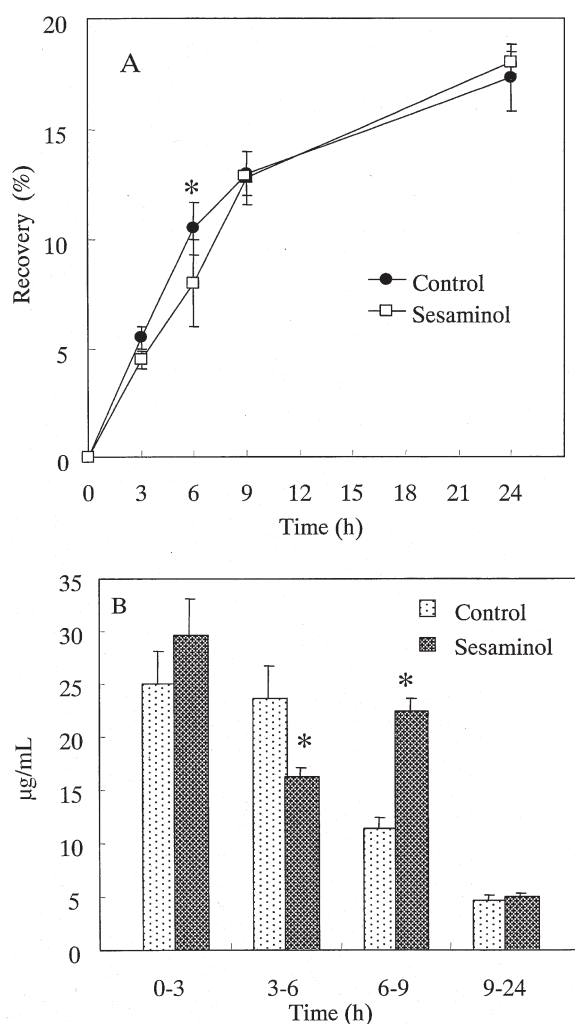 20
A
15
*
Recovery (%)
10
Control
Sesaminol
5
0
0 3 6 9 12 15 18 21 24
Time (h)
35
B
Control
30
Sesaminol
25
*
*
20
µg/mL
15
10
5
0
0-3 3-6 6-9 9-24
Time (h)